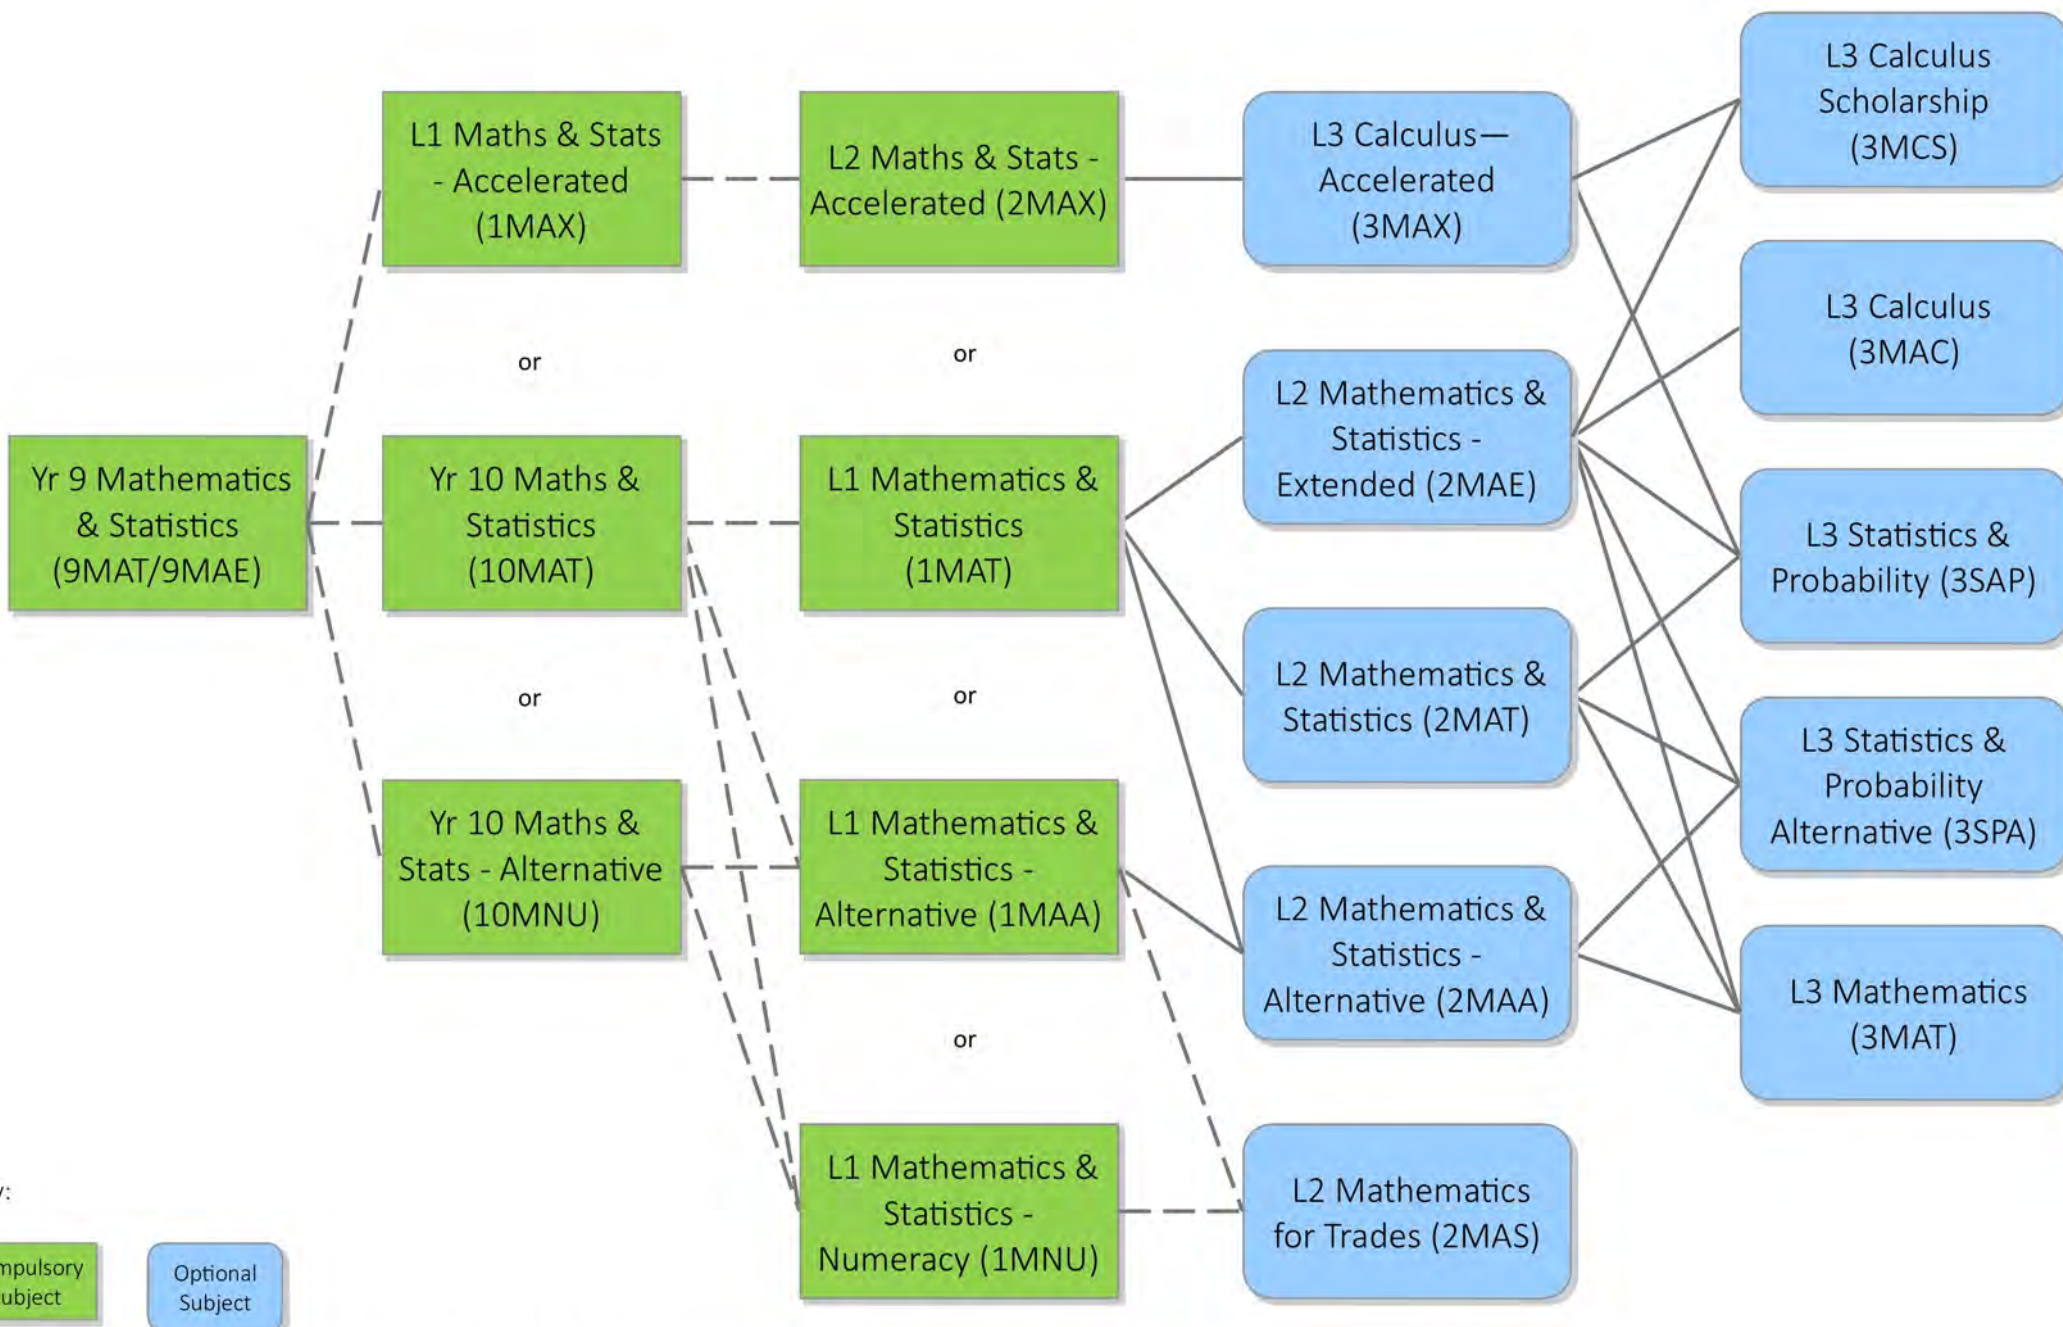 L1 Maths & Stats
- Accelerated
(1MAX)
L2 Maths & Stats -
Accelerated (2MAX)
L3 Calculus—
Accelerated
(3MAX)
L3 Calculus
Scholarship
(3MCS)
or
or
L3 Calculus
(3MAC)
Yr 9 Mathematics
& Statistics
(9MAT/9MAE)
Yr 10 Maths &
Statistics
(10MAT)
L1 Mathematics &
Statistics
(1MAT)
L2 Mathematics &
Statistics -
Extended (2MAE)
L3 Statistics &
Probability (3SAP)
or
or
L2 Mathematics &
Statistics (2MAT)
L3 Statistics &
Probability
Alternative (3SPA)
Yr 10 Maths &
Stats - Alternative
(10MNU)
L1 Mathematics &
Statistics -
Alternative (1MAA)
L2 Mathematics &
Statistics -
Alternative (2MAA)
L3 Mathematics
(3MAT)
or
L1 Mathematics &
Statistics -
Numeracy (1MNU)
L2 Mathematics
for Trades (2MAS)
y:
mpulsory
ubject
Optional
Subject